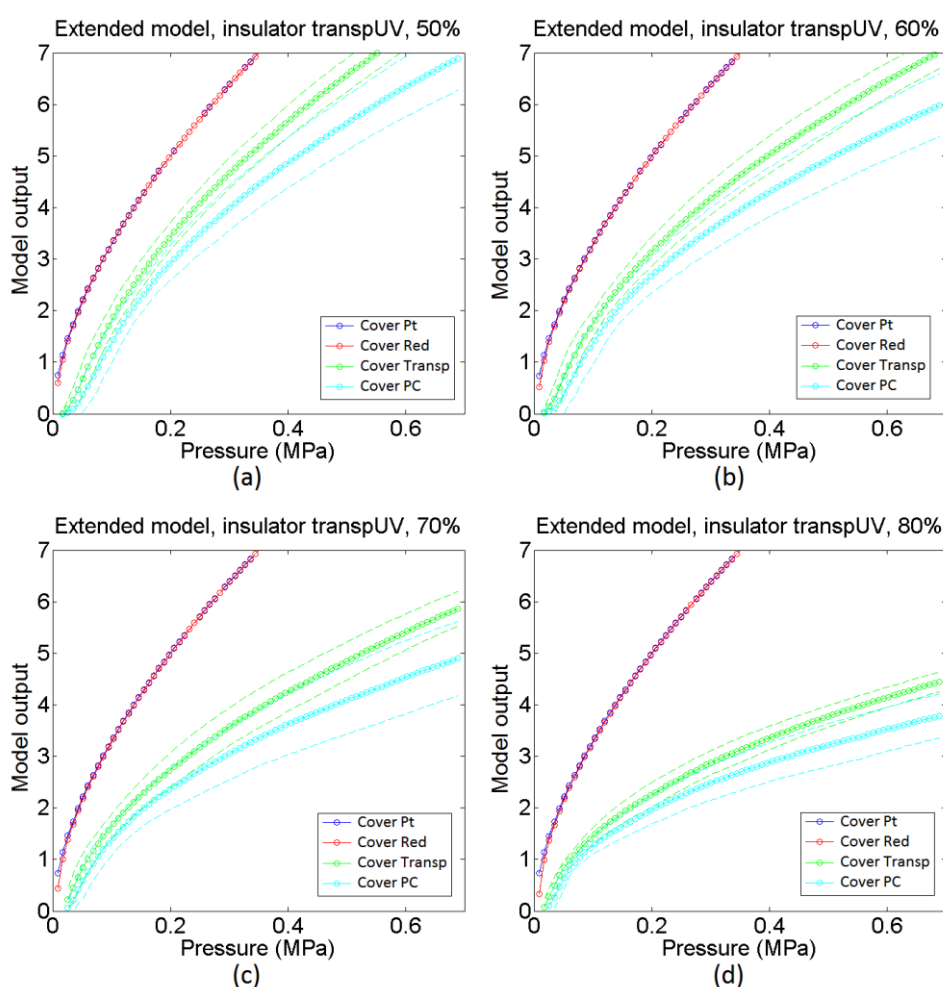 Extended model, insulator transpUV, 50%
Model output
7
6
5
4
3
2
1
0
0
0.2
0.4
0.6
Cover Pt
Cover Red
Cover Transp
Cover PC
Pressure (MPa)
(a)
Extended model, insulator transpUV, 60%
Model output
7
6
5
4
3
2
1
0
0
0.2
0.4
0.6
Cover Pt
Cover Red
Cover Transp
Cover PC
Pressure (MPa)
(b)
Extended model, insulator transpUV, 70%
Model output
7
6
5
4
3
2
1
0
0
0.2
0.4
0.6
Cover Pt
Cover Red
Cover Transp
Cover PC
Pressure (MPa)
(c)
Extended model, insulator transpUV, 80%
Model output
7
6
5
4
3
2
1
0
0
0.2
0.4
0.6
Cover Pt
Cover Red
Cover Transp
Cover PC
Pressure (MPa)
(d)